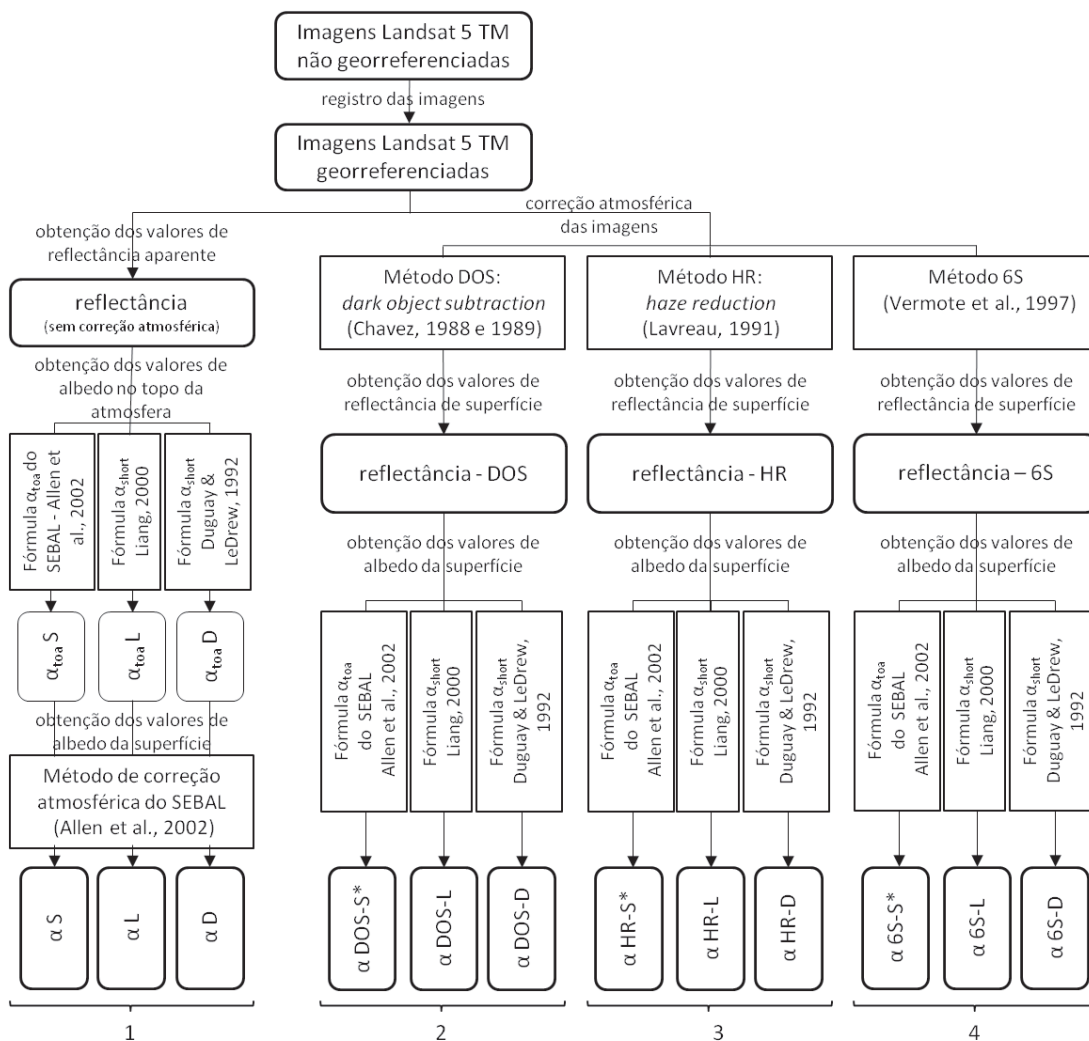 Imagens Landsat 5 TM
não georreferenciadas
registro das imagens
Imagens Landsat 5 TM
georreferenciadas
correção atmosférica
das imagens
obtenção dos valores de
reflectância aparente
reflectância
(sem correção atmosférica)
obtenção dos valores de
albedo no topo da
atmosfera
Fórmula αtoa do
SEBAL - Allen et
al., 2002
Fórmula αshort
Liang, 2000
Fórmula αshort
Duguay &
LeDrew, 1992
αtoa S
αtoa L
αtoa D
obtenção dos valores de
albedo da superfície
Método de correção
atmosférica do SEBAL
(Allen et al., 2002)
α S
α L
α D
1
Método DOS:
dark object subtraction
(Chavez, 1988 e 1989)
obtenção dos valores de
reflectância de superfície
reflectância - DOS
obtenção dos valores de
albedo da superfície
Fórmula αtoa
do SEBAL
Allen et al., 2002
Fórmula αshort
Liang, 2000
Fórmula αshort
Duguay & LeDrew,
1992
α DOS-S*
α DOS-L
α DOS-D
2
Método HR:
haze reduction
(Lavreau, 1991)
obtenção dos valores de
reflectância de superfície
reflectância - HR
obtenção dos valores de
albedo da superfície
Fórmula αtoa
do SEBAL
Allen et al., 2002
Fórmula αshort
Liang, 2000
Fórmula αshort
Duguay & LeDrew,
1992
α HR-S*
α HR-L
α HR-D
3
Método 6S
(Vermote et al., 1997)
obtenção dos valores de
reflectância de superfície
reflectância – 6S
obtenção dos valores de
albedo da superfície
Fórmula αtoa
do SEBAL
Allen et al., 2002
Fórmula αshort
Liang, 2000
Fórmula αshort
Duguay & LeDrew,
1992
α 6S-S*
α 6S-L
α 6S-D
4